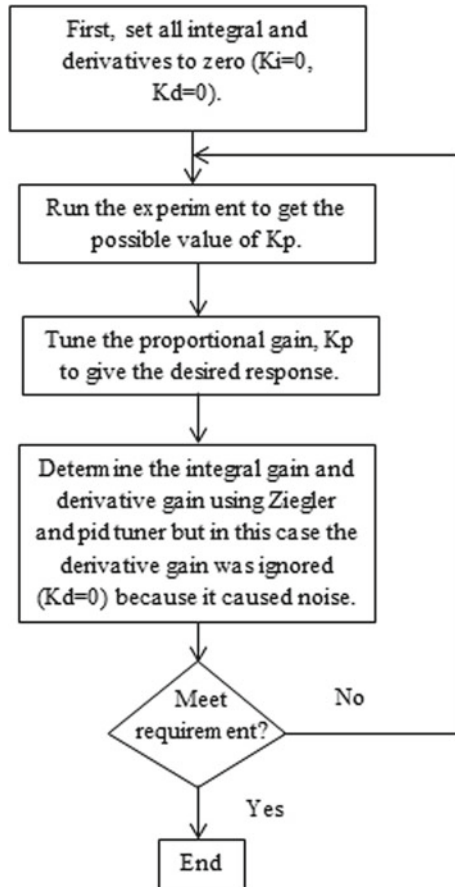 First, set all integral and
derivatives to zero (Ki=0,
Kd=0).
Run the experiment to get the
possible value of Kp.
Tune the proportional gain, Kp
to give the desired response.
Determine the integral gain and
derivative gain using Ziegler
and pid tuner but in this case the
derivative gain was ignored
(Kd=0) because it caused noise.
Meet
requirement?
No
Yes
End